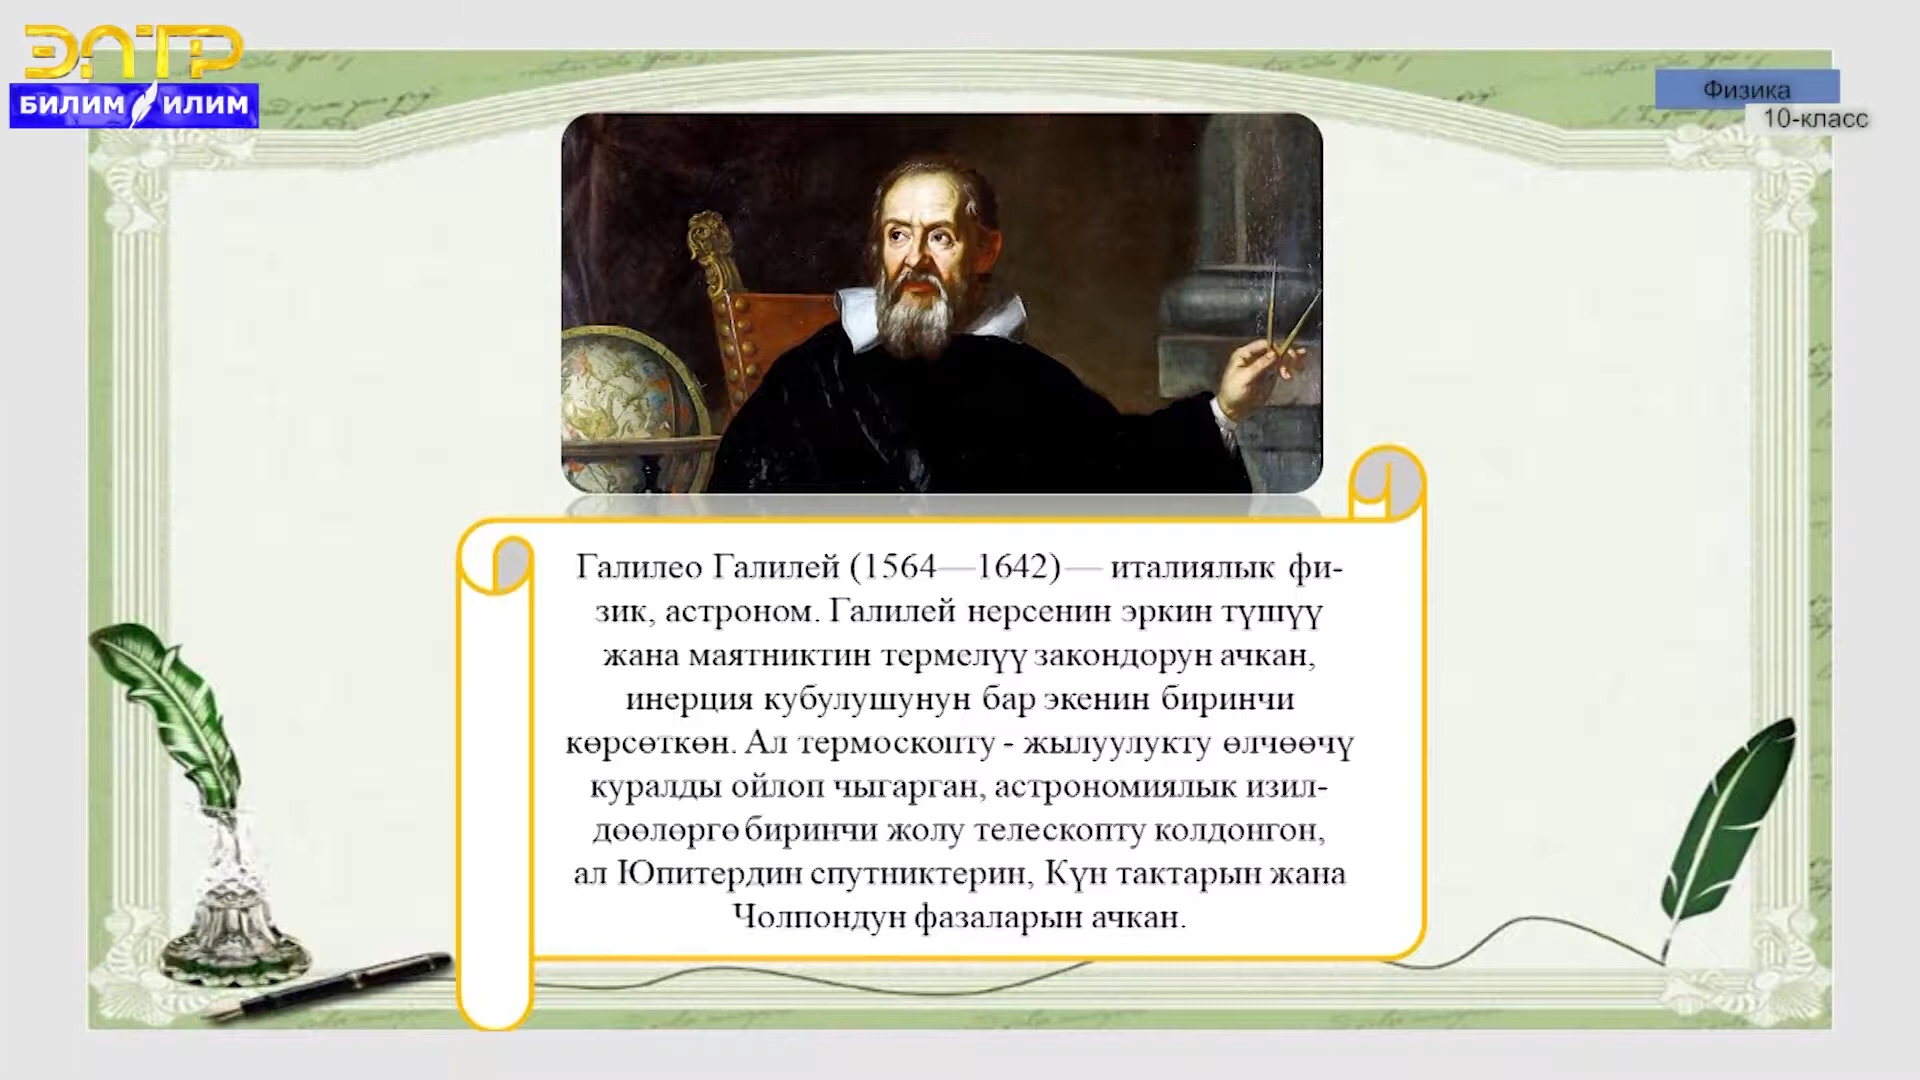 ЭЛТР
БИЛИМ ИЛИМ
Физика
10-класс
Галилео Галилей (1564—1642)— италиялык фи-
зик, астроном. Галилей нерсенин эркин түшүү
жана маятниктин термелүү закондорун ачкан,
инерция кубулушунун бар экенин биринчи
көрсөткөн. Ал термоскопту - жылуулукту өлчөөчү
куралды ойлоп чыгарган, астрономиялык изил-
дөөлөргө биринчи жолу телескопту колдонгон,
ал Юпитердин спутниктерин, Күн тактарын жана
Чолпондун фазаларын ачкан.